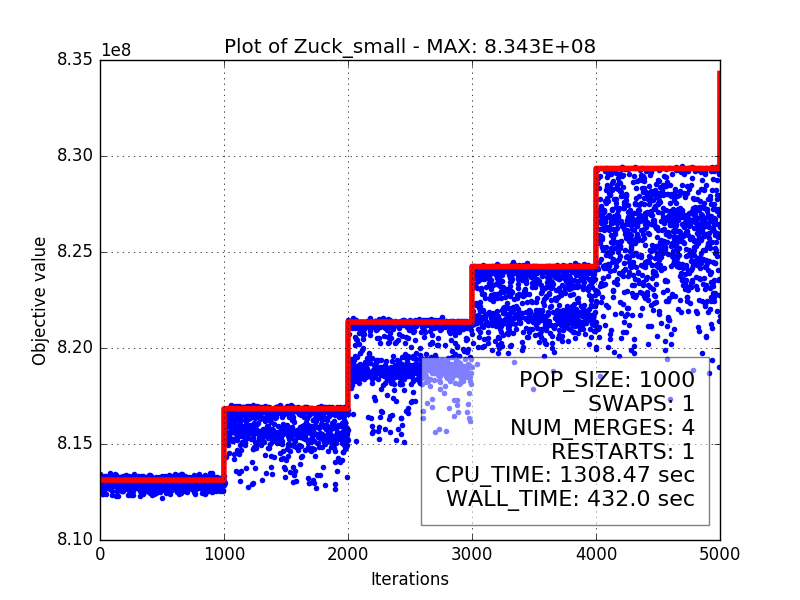 Plot of Zuck_small - MAX: 8.343E+08
1e8
8.35
8.30
8.25
8.20
8.15
8.10
Objective value
POP_SIZE: 1000
SWAPS: 1
NUM_MERGES: 4
RESTARTS: 1
CPU_TIME: 1308.47 sec
WALL_TIME: 432.0 sec
0 1000 2000 3000 4000 5000
Iterations